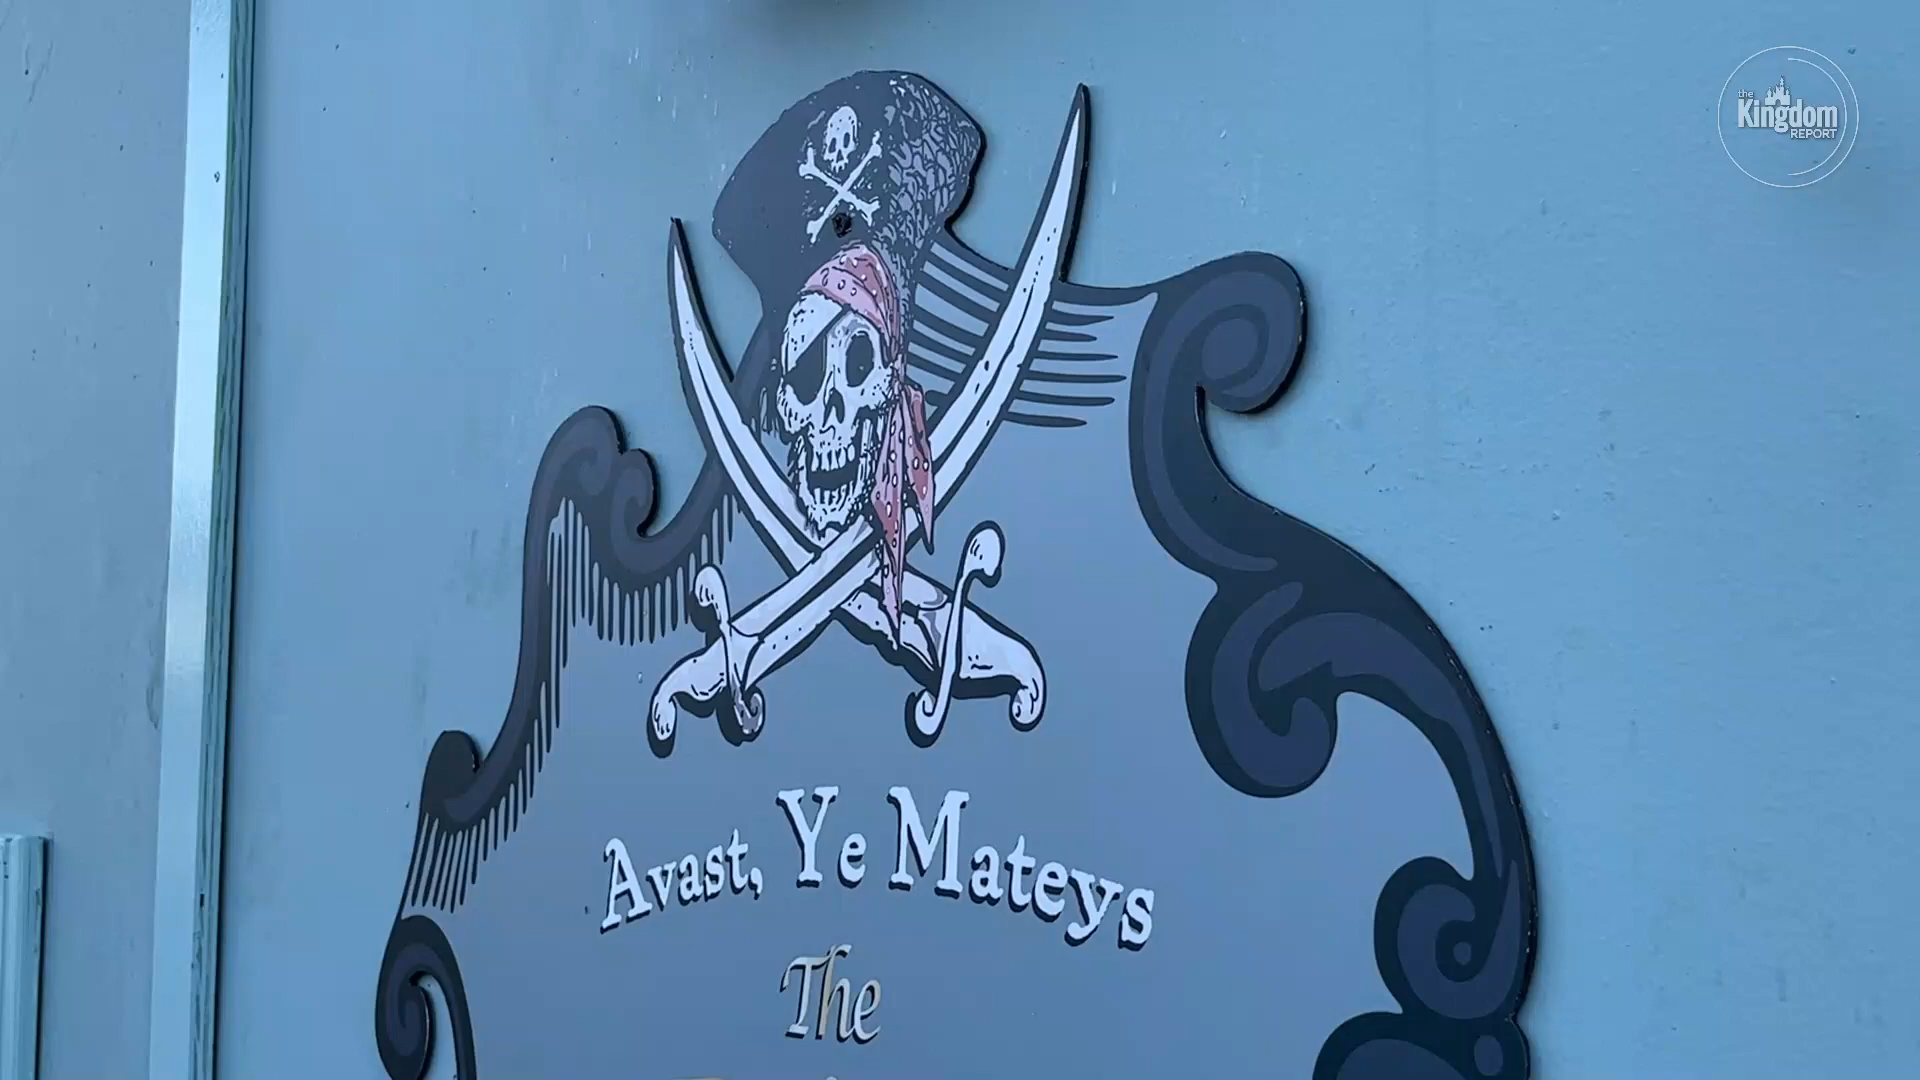 the
Kingdom
REPORT
Avast, Ye Mateys
The